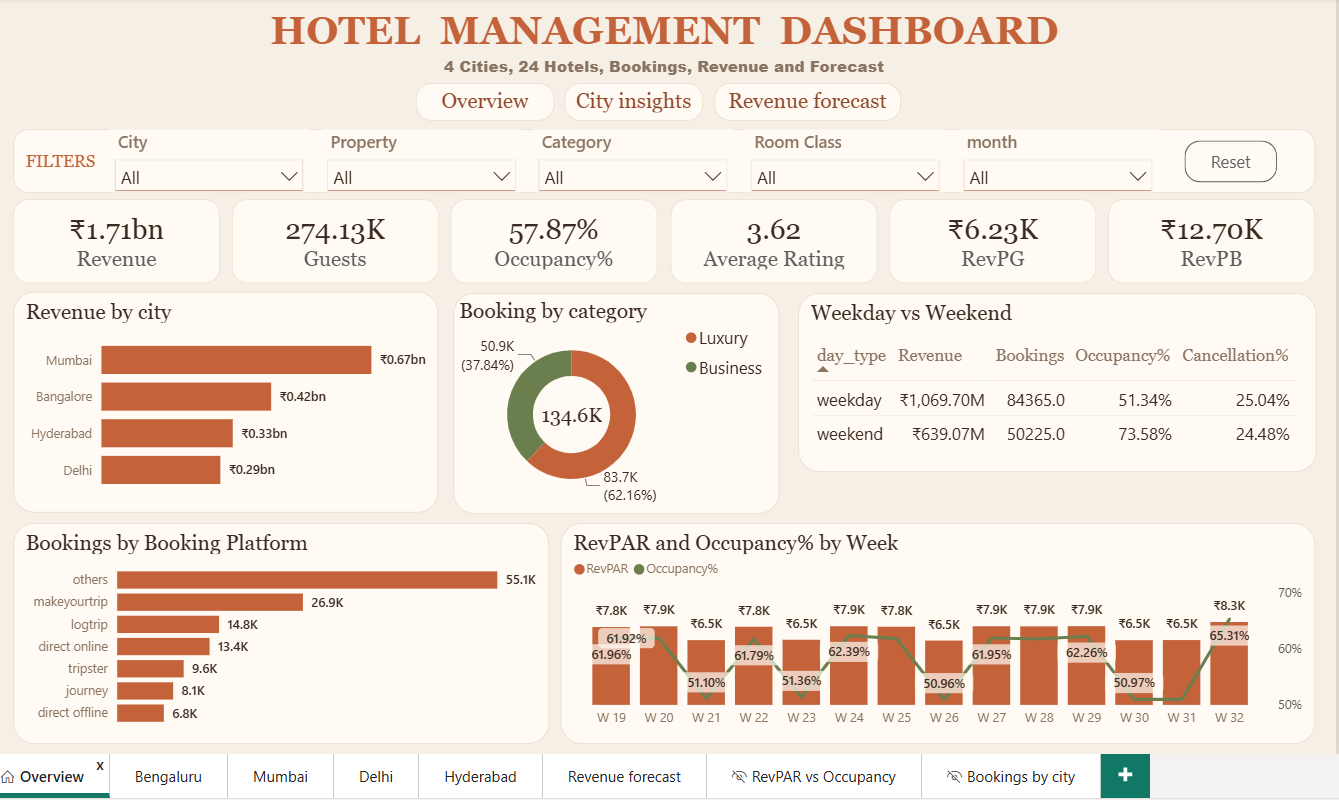 HOTEL MANAGEMENT DASHBOARD
4 Cities, 24 Hotels, Bookings, Revenue and Forecast
Overview
City insights
Revenue forecast
FILTERS
City
All
Property
All
Category
All
Room Class
All
month
All
Reset
₹1.71bn
Revenue
274.13K
Guests
57.87%
Occupancy%
3.62
Average Rating
₹6.23K
RevPG
₹12.70K
RevPB
Revenue by city
Mumbai ₹0.67bn
Bangalore ₹0.42bn
Hyderabad ₹0.33bn
Delhi ₹0.29bn
Booking by category
50.9K
(37.84%)
134.6K
83.7K
(62.16%)
Luxury
Business
Weekday vs Weekend
day_type Revenue Bookings Occupancy% Cancellation%
weekday ₹1,069.70M 84365.0 51.34% 25.04%
weekend ₹639.07M 50225.0 73.58% 24.48%
Bookings by Booking Platform
others 55.1K
makeyourtrip 26.9K
logtrip 14.8K
direct online 13.4K
tripster 9.6K
journey 8.1K
direct offline 6.8K
RevPAR and Occupancy% by Week
RevPAR Occupancy%
₹7.8K ₹7.9K ₹6.5K ₹7.8K ₹6.5K ₹7.9K ₹7.8K ₹6.5K ₹7.9K ₹7.9K ₹7.9K ₹6.5K ₹6.5K ₹8.3K
61.96% 61.92% 51.10% 61.79% 51.36% 62.39% 50.96% 61.95% 62.26% 50.97% 65.31%
70%
60%
50%
W 19 W 20 W 21 W 22 W 23 W 24 W 25 W 26 W 27 W 28 W 29 W 30 W 31 W 32
Overview x
Bengaluru
Mumbai
Delhi
Hyderabad
Revenue forecast
RevPAR vs Occupancy
Bookings by city
+